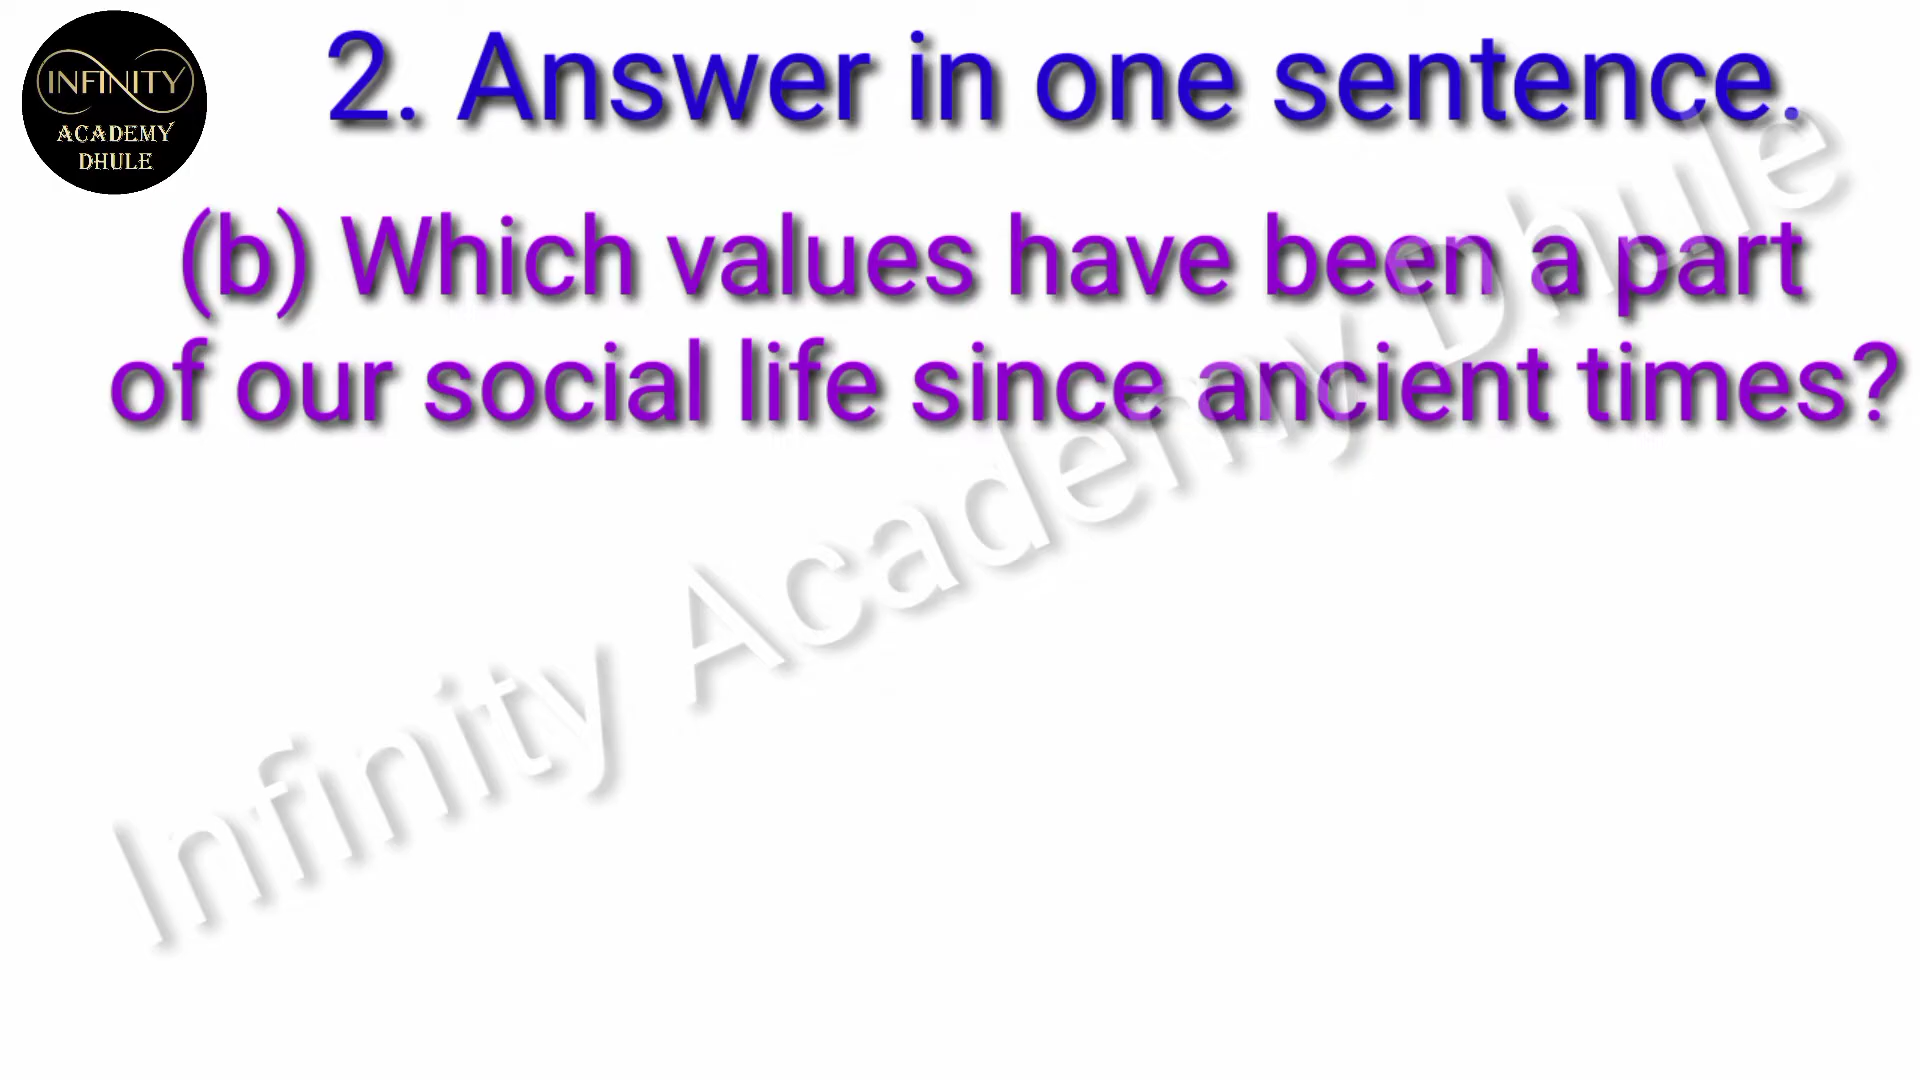 INFINITY
ACADEMY
DHULE
2. Answer in one sentence.
(b) Which values have been a part
of our social life since ancient times?
Infinity Academy Dhule